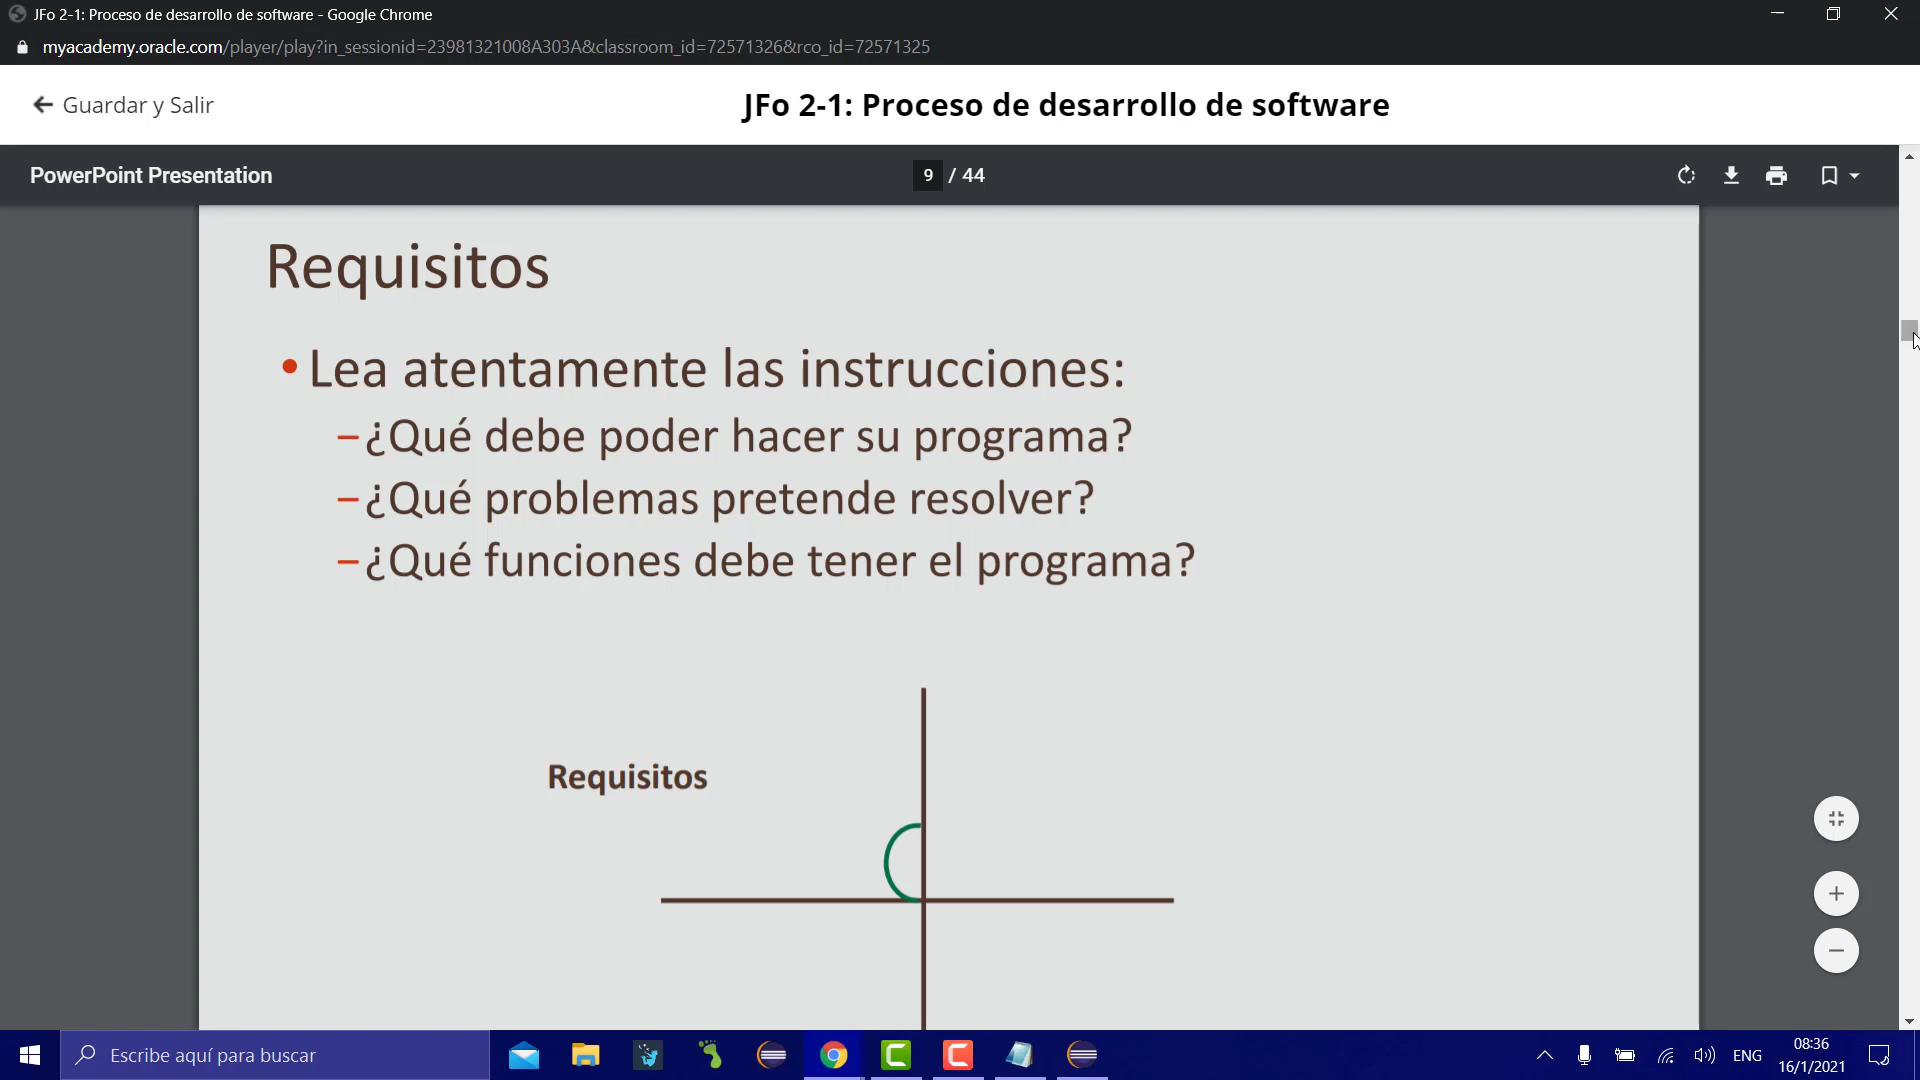 JFo 2-1: Proceso de desarrollo de software - Google Chrome
myacademy.oracle.com/player/play?in_sessionid=23981321008A303A&classroom_id=72571326&rco_id=72571325
Guardar y Salir
JFo 2-1: Proceso de desarrollo de software
PowerPoint Presentation
9 / 44
Requisitos
• Lea atentamente las instrucciones:
–¿Qué debe poder hacer su programa?
–¿Qué problemas pretende resolver?
–¿Qué funciones debe tener el programa?
Requisitos
Escribe aquí para buscar
ENG
08:36
16/1/2021